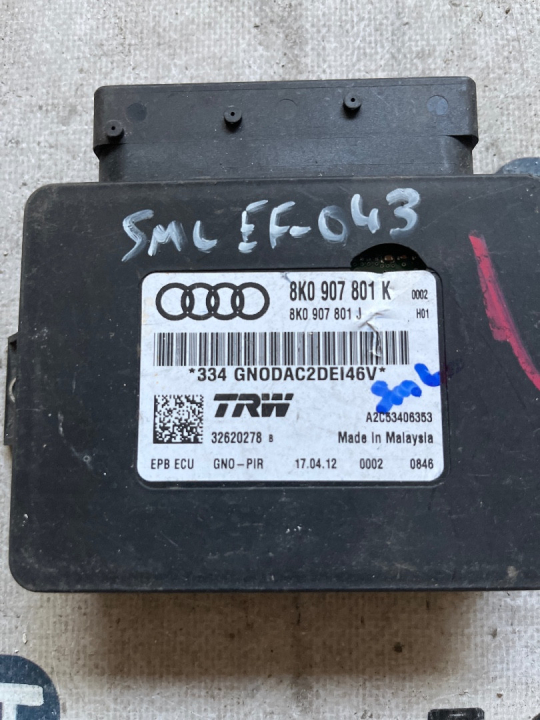 SML EF-043
8K0 907 801 K 0002
8K0 907 801 J H01
*334 GNODAC2DEI46V*
TRW
A2C53406353
32620278 B Made in Malaysia
EPB ECU GNO-PIR 17.04.12 0002 0846
T